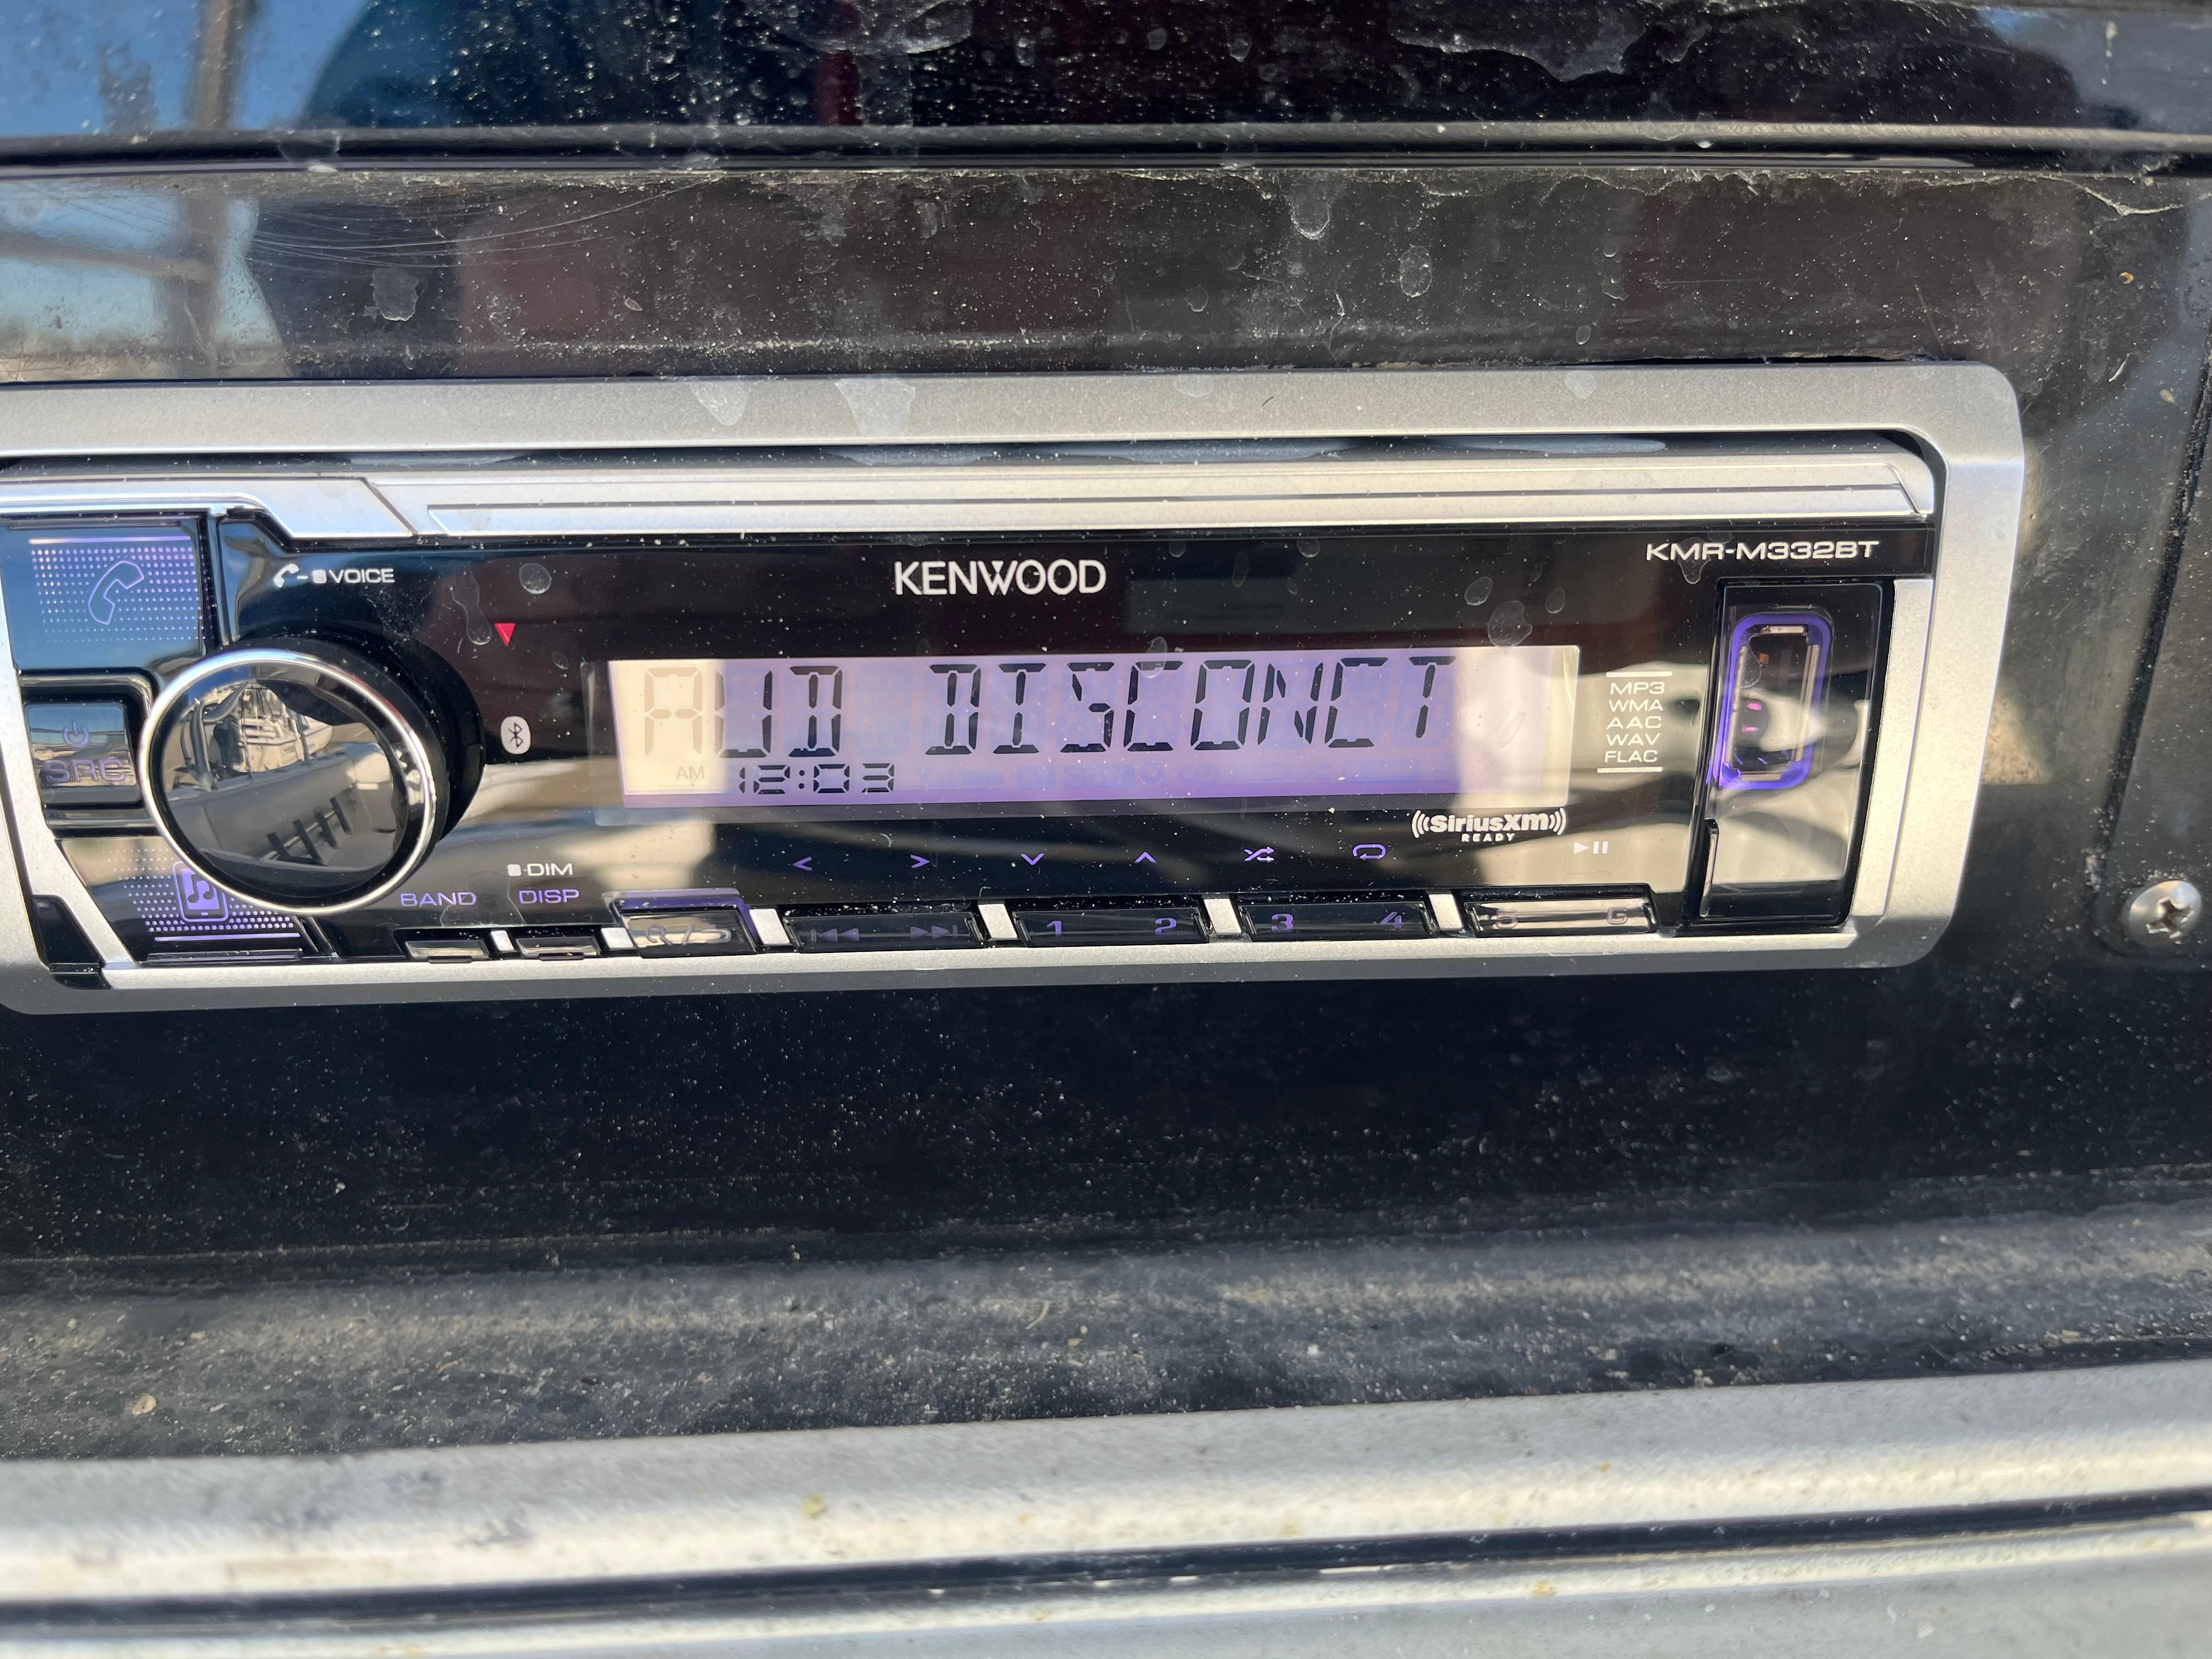 KENWOOD
KMR-M332BT
VOICE
AUD DISCONCT
AM 12:03
MP3
WMA
AAC
WAV
FLAC
SRC
SiriusXm
READY
DIM
BAND DISP
1 2 3 4 5 6